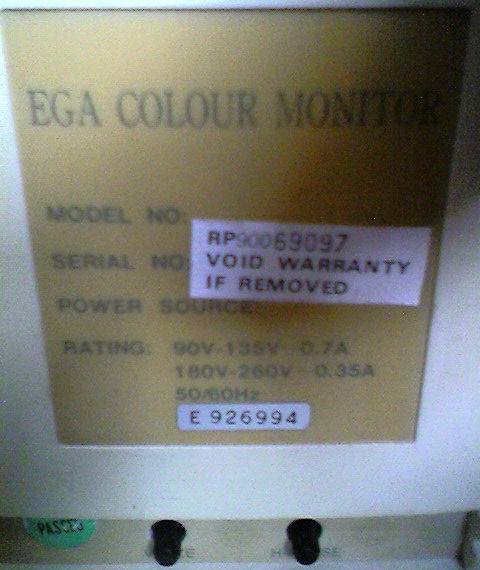 EGA COLOUR MONITOR
MODEL NO:
RP90069097
SERIAL NO:
VOID WARRANTY
IF REMOVED
POWER SOURCE:
RATING: 90V-135V 0.7A
180V-260V 0.35A
50/60Hz
E 926994
PASSED